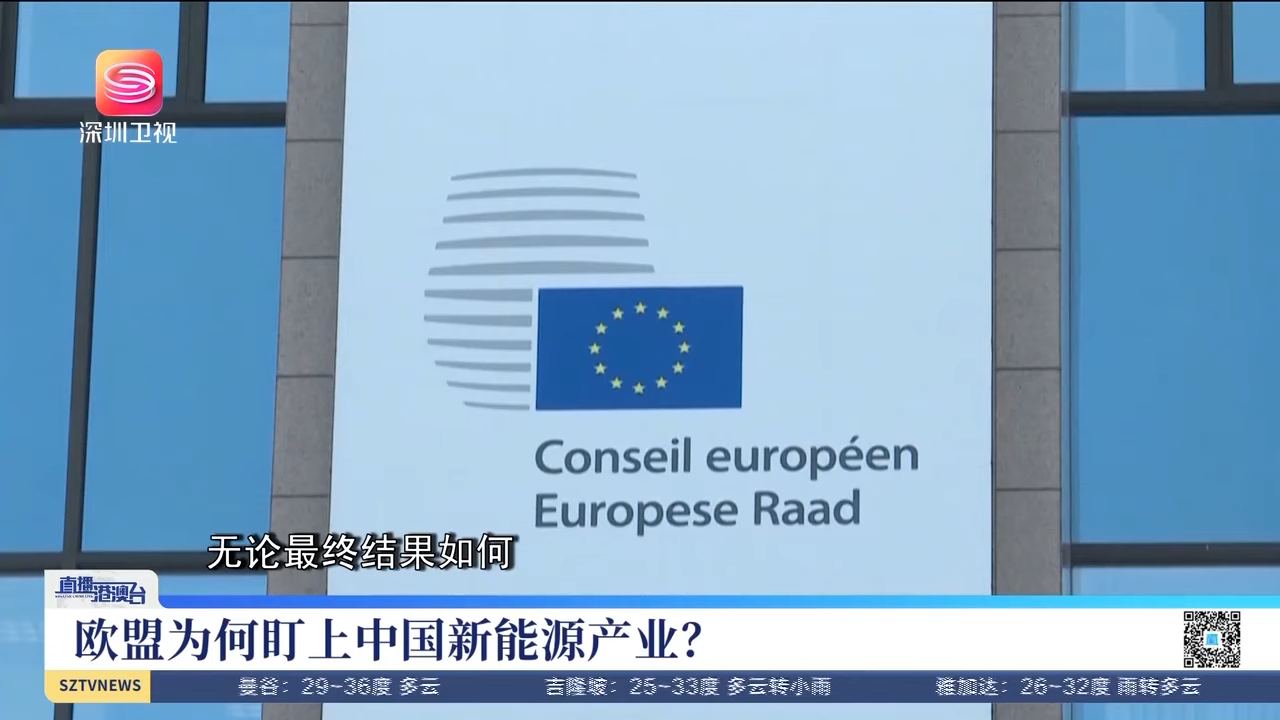 深圳卫视
Conseil européen
Europese Raad
无论最终结果如何
直播港澳台
欧盟为何盯上中国新能源产业？
SZTVNEWS
曼谷：29~36度 多云
吉隆坡：25~33度 多云转小雨
雅加达：26~32度 雨转多云